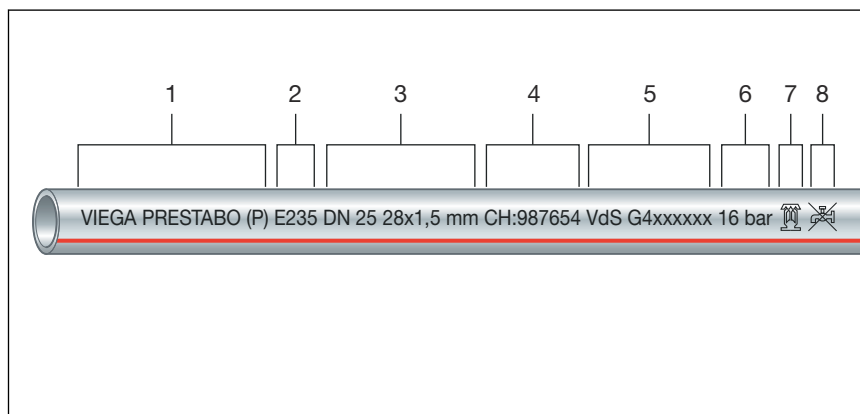 1 2 3 4 5 6 7 8
VIEGA PRESTABO (P) E235 DN 25 28x1,5 mm CH:987654 VdS G4xxxxxx 16 bar